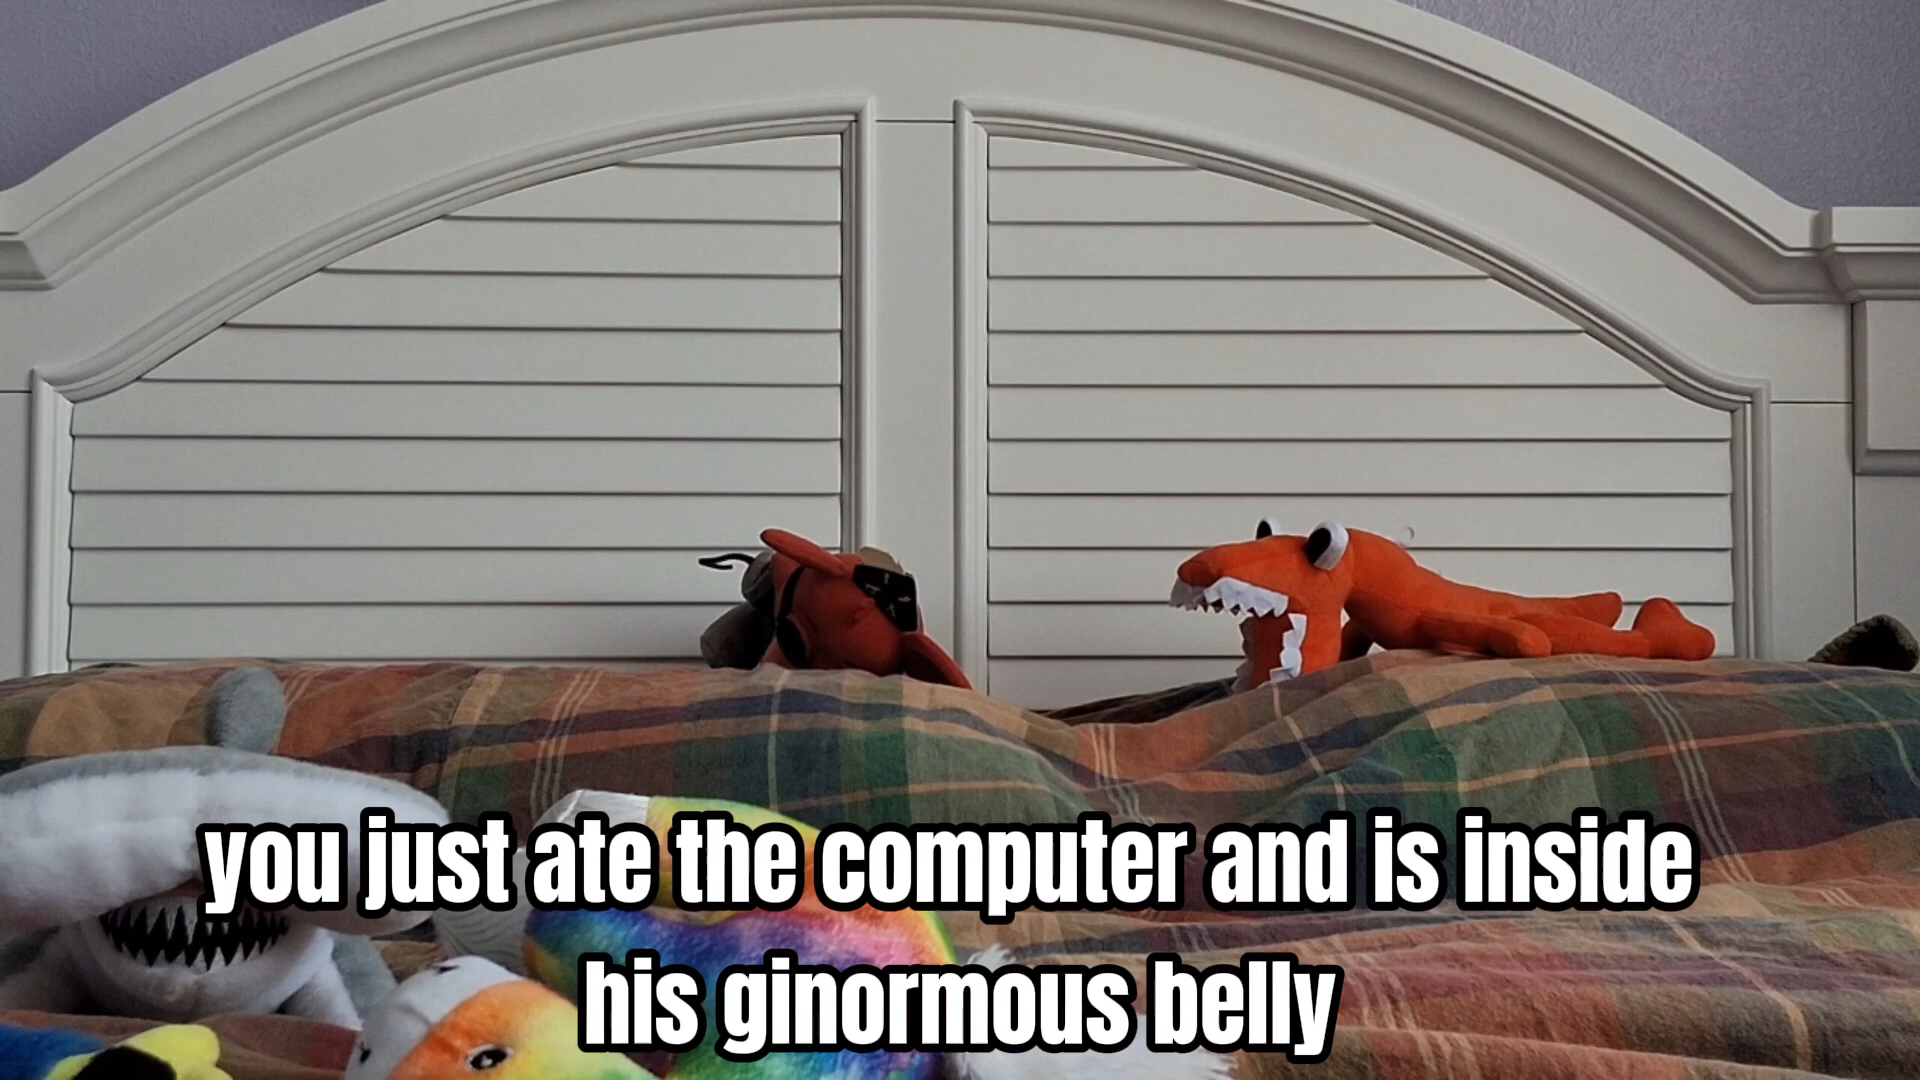 you just ate the computer and is inside
his ginormous belly